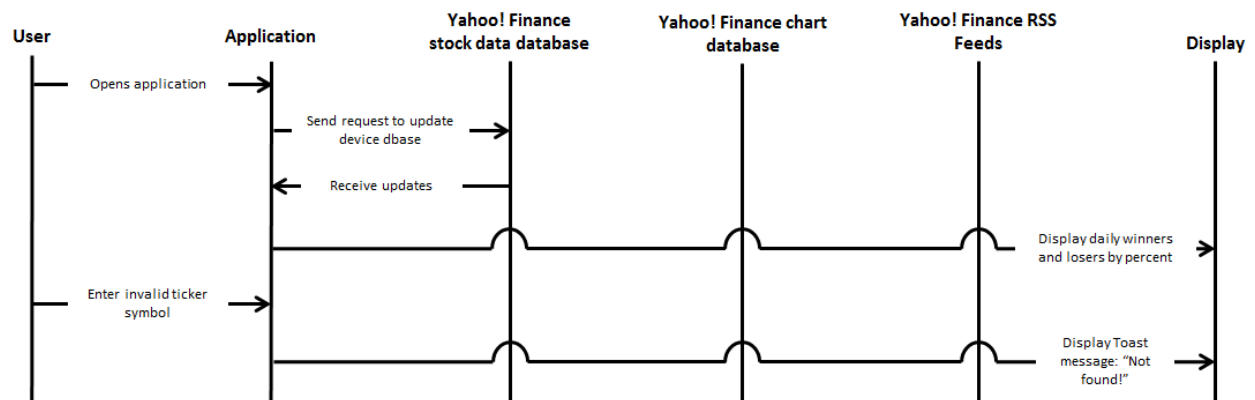 User
Application
Yahoo! Finance
stock data database
Yahoo! Finance chart
database
Yahoo! Finance RSS
Feeds
Display
Opens application
Send request to update
device dbase
Receive updates
Display daily winners
and losers by percent
Enter invalid ticker
symbol
Display Toast
message: “Not
found!”